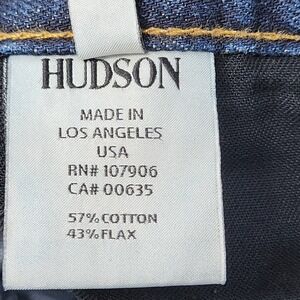 HUDSON
MADE IN
LOS ANGELES
USA
RN# 107906
CA# 00635
57% COTTON
43% FLAX